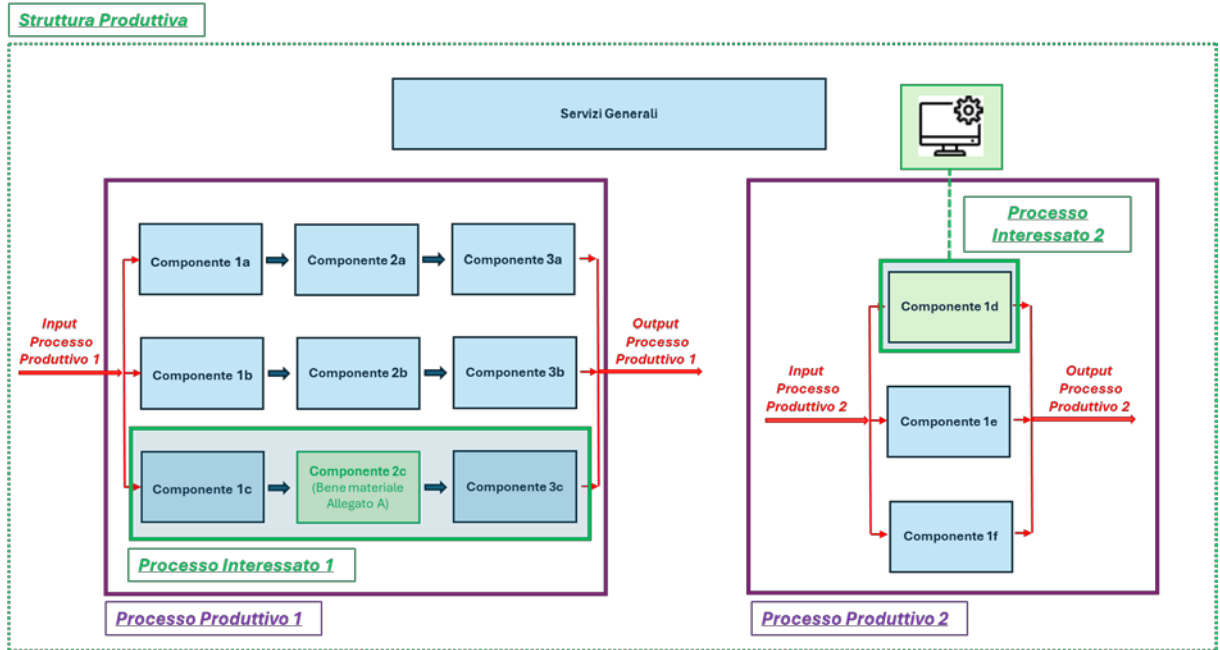 Struttura Produttiva
Servizi Generali
Componente 1a
Componente 2a
Componente 3a
Input
Processo
Produttivo 1
Componente 1b
Componente 2b
Componente 3b
Output
Processo
Produttivo 1
Componente 1c
Componente 2c
(Bene materiale
Allegato A)
Componente 3c
Processo Interessato 1
Processo Produttivo 1
Processo
Interessato 2
Componente 1d
Input
Processo
Produttivo 2
Componente 1e
Output
Processo
Produttivo 2
Componente 1f
Processo Produttivo 2